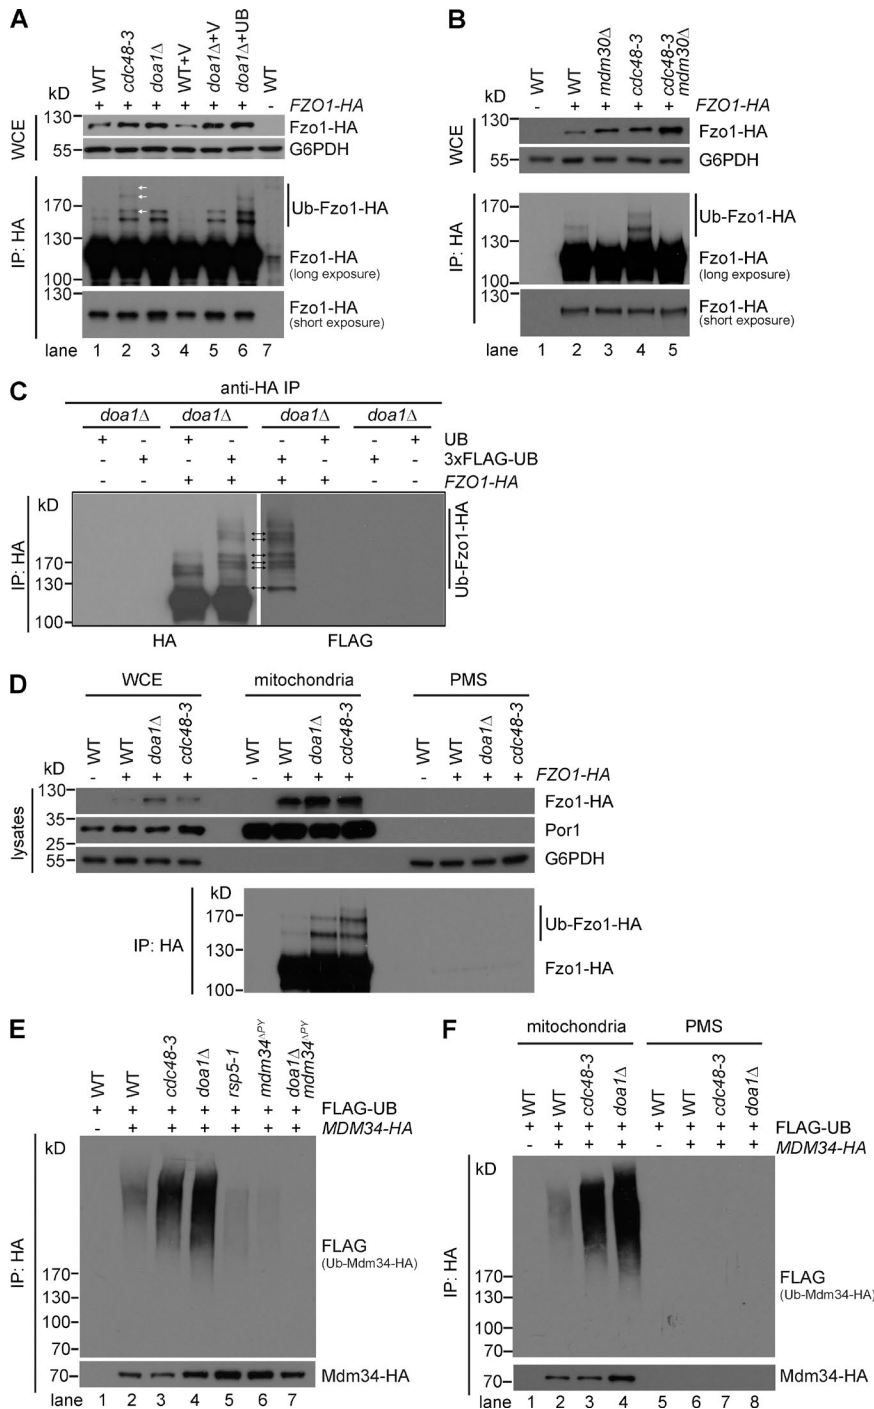 A
WT
cdc48-3
doa1Δ
WT+V
doa1Δ+V
doa1Δ+UB
WT
kD
+ + + + + + - FZO1-HA
WCE
130
Fzo1-HA
55
G6PDH
IP: HA
170
Ub-Fzo1-HA
130
Fzo1-HA
(long exposure)
100
130
Fzo1-HA
(short exposure)
lane 1 2 3 4 5 6 7
B
WT
WT
mdm30Δ
cdc48-3
cdc48-3
mdm30Δ
kD
- + + + + FZO1-HA
WCE
130
Fzo1-HA
55
G6PDH
IP: HA
170
Ub-Fzo1-HA
130
Fzo1-HA
(long exposure)
100
130
Fzo1-HA
(short exposure)
lane 1 2 3 4 5
C
anti-HA IP
doa1Δ doa1Δ doa1Δ doa1Δ
+ - + - - + - + UB
- + - + + - + - 3xFLAG-UB
- - + + + + - - FZO1-HA
kD
IP: HA
170
130
100
Ub-Fzo1-HA
HA FLAG
D
WCE mitochondria PMS
WT
WT
doa1Δ
cdc48-3
WT
WT
doa1Δ
cdc48-3
WT
WT
doa1Δ
cdc48-3
kD
- + + + - + + + - + + + FZO1-HA
lysates
130
Fzo1-HA
35
Por1
25
55
G6PDH
kD
IP: HA
170
Ub-Fzo1-HA
130
Fzo1-HA
100
E
WT
WT
cdc48-3
doa1Δ
rsp5-1
mdm34ΔPY
doa1Δ
mdm34ΔPY
+ + + + + + + FLAG-UB
- + + + + + + MDM34-HA
kD
IP: HA
FLAG
(Ub-Mdm34-HA)
170
130
100
70
70
Mdm34-HA
lane 1 2 3 4 5 6 7
F
mitochondria PMS
WT
WT
cdc48-3
doa1Δ
WT
WT
cdc48-3
doa1Δ
+ + + + + + + + FLAG-UB
- + + + - + + + MDM34-HA
kD
IP: HA
170
FLAG
130
(Ub-Mdm34-HA)
100
70
70
Mdm34-HA
lane 1 2 3 4 5 6 7 8